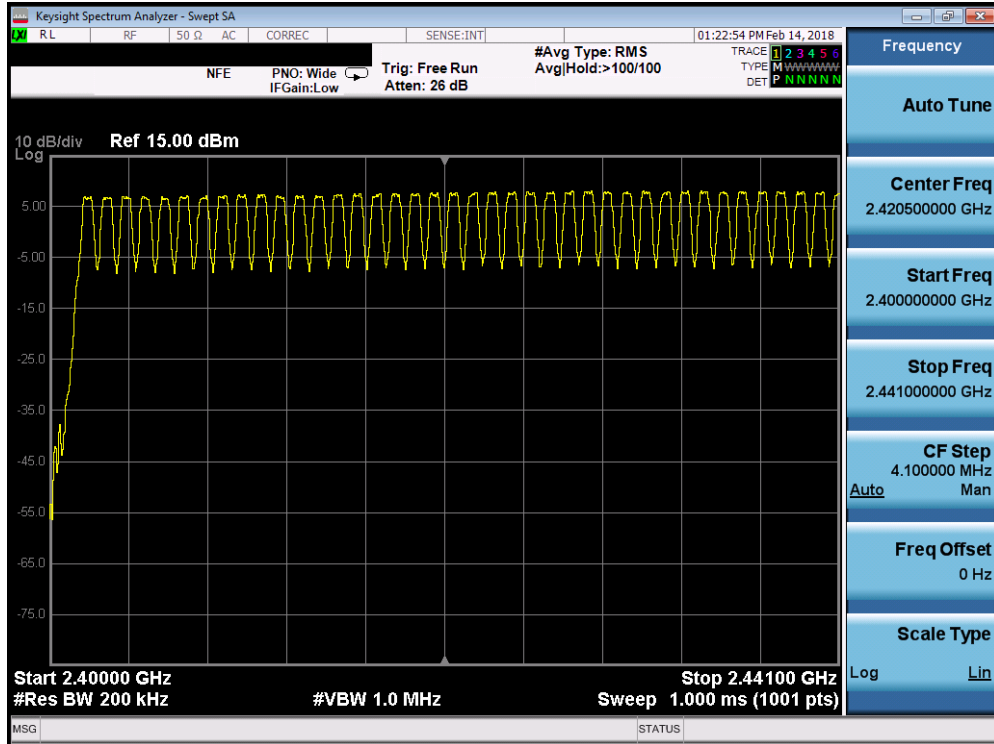 Keysight Spectrum Analyzer - Swept SA
LXI RL RF 50 Ω AC CORREC SENSE:INT 01:22:54 PM Feb 14, 2018
NFE PNO: Wide IFGain:Low
Trig: Free Run
Atten: 26 dB
#Avg Type: RMS
Avg|Hold:>100/100
TRACE 1 2 3 4 5 6
TYPE M W W W W W
DET P N N N N N
10 dB/div Ref 15.00 dBm
Log
5.00
-5.00
-15.0
-25.0
-35.0
-45.0
-55.0
-65.0
-75.0
Start 2.40000 GHz Stop 2.44100 GHz
#Res BW 200 kHz #VBW 1.0 MHz Sweep 1.000 ms (1001 pts)
MSG STATUS
Frequency
Auto Tune
Center Freq
2.420500000 GHz
Start Freq
2.400000000 GHz
Stop Freq
2.441000000 GHz
CF Step
4.100000 MHz
Auto Man
Freq Offset
0 Hz
Scale Type
Log Lin